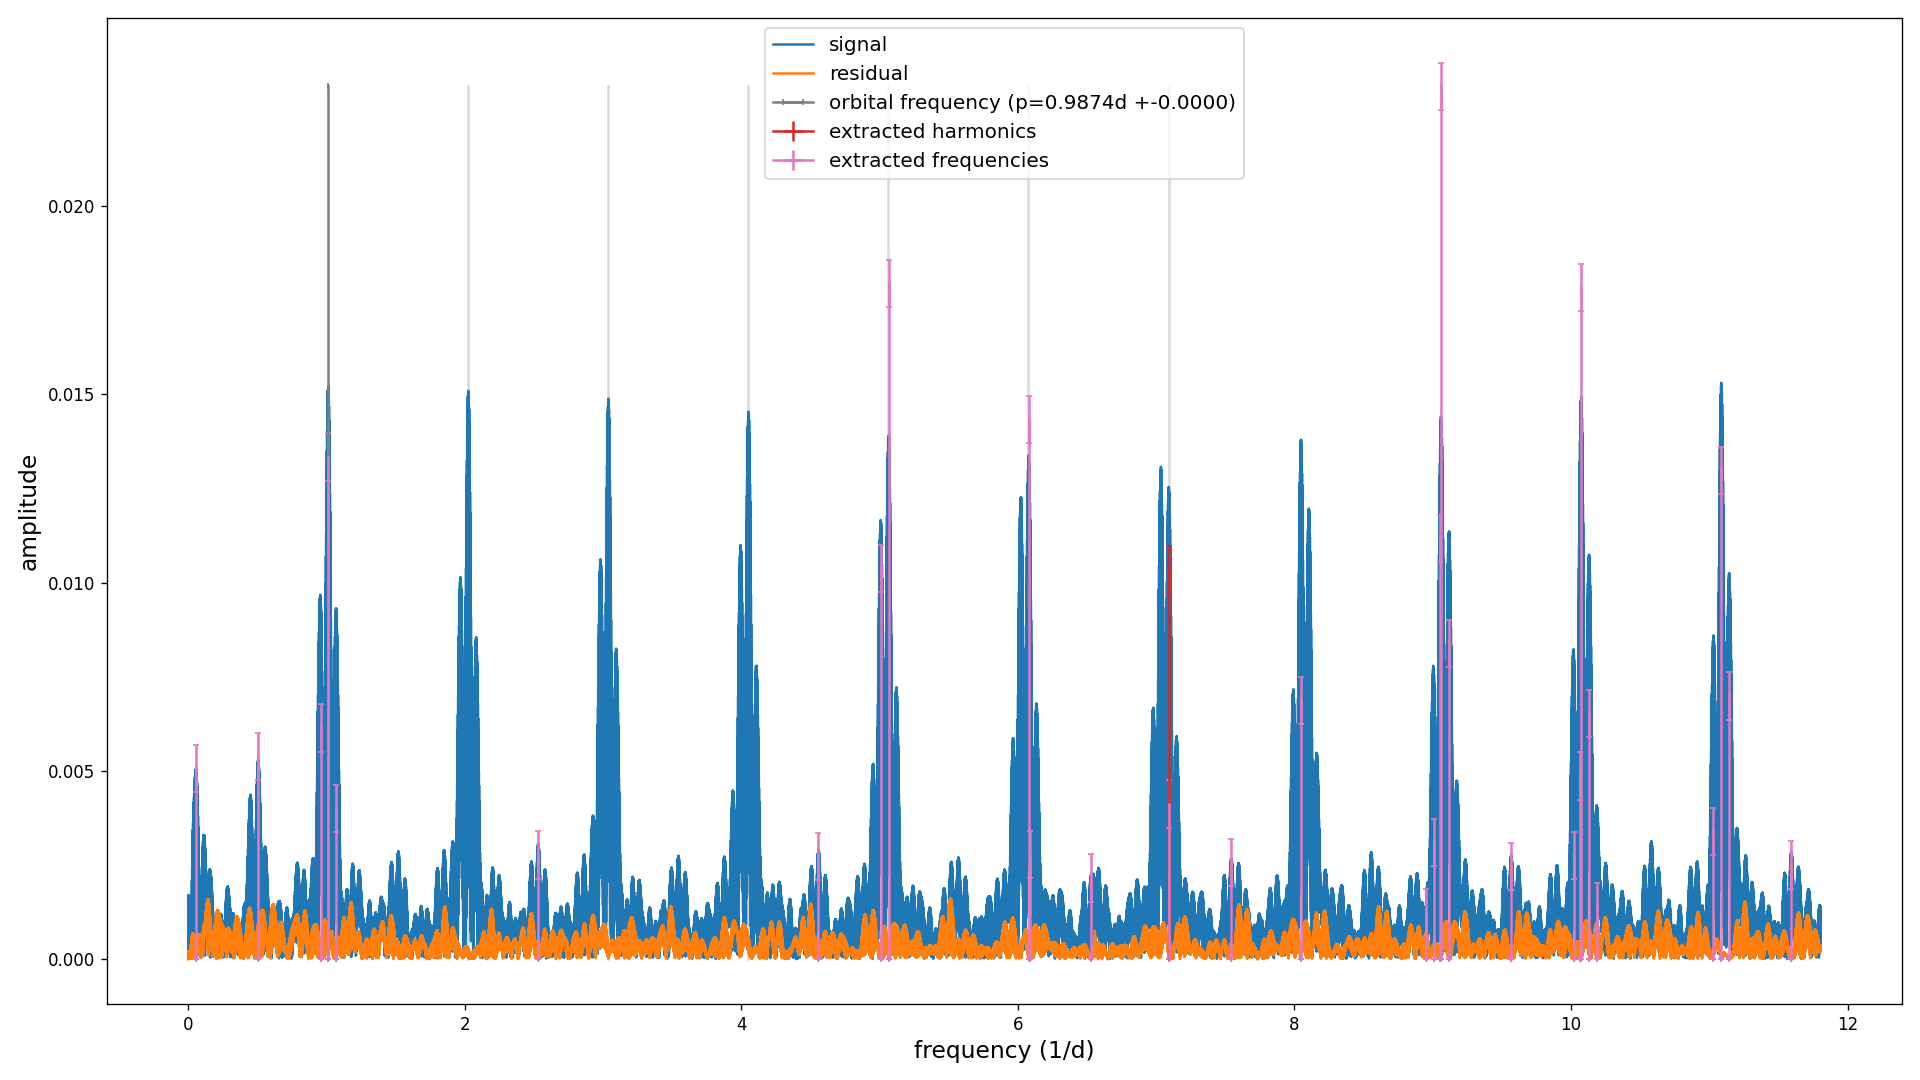 signal
residual
orbital frequency (p=0.9874d +-0.0000)
extracted harmonics
extracted frequencies
0.020
0.015
0.010
0.005
0.000
amplitude
0 2 4 6 8 10 12
frequency (1/d)